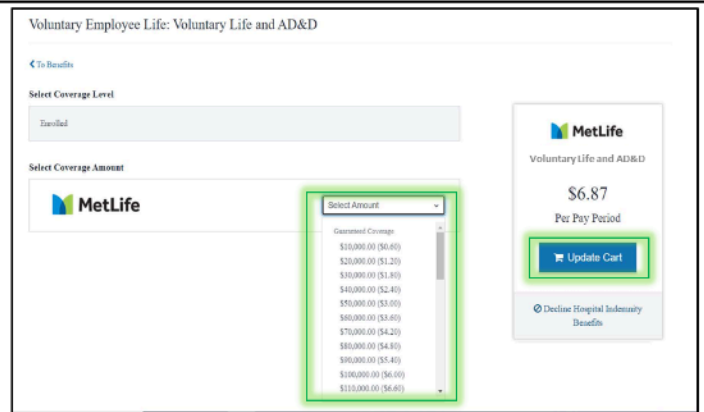 Voluntary Employee Life: Voluntary Life and AD&D
To Benefits
Select Coverage Level
Enrolled
Select Coverage Amount
MetLife
Select Amount
Guaranteed Coverage
$10,000.00 ($0.60)
$20,000.00 ($1.20)
$30,000.00 ($1.80)
$40,000.00 ($2.40)
$50,000.00 ($3.00)
$60,000.00 ($3.60)
$70,000.00 ($4.20)
$80,000.00 ($4.80)
$90,000.00 ($5.40)
$100,000.00 ($6.00)
$110,000.00 ($6.60)
MetLife
Voluntary Life and AD&D
$6.87
Per Pay Period
Update Cart
Decline Hospital Indemnity
Benefits